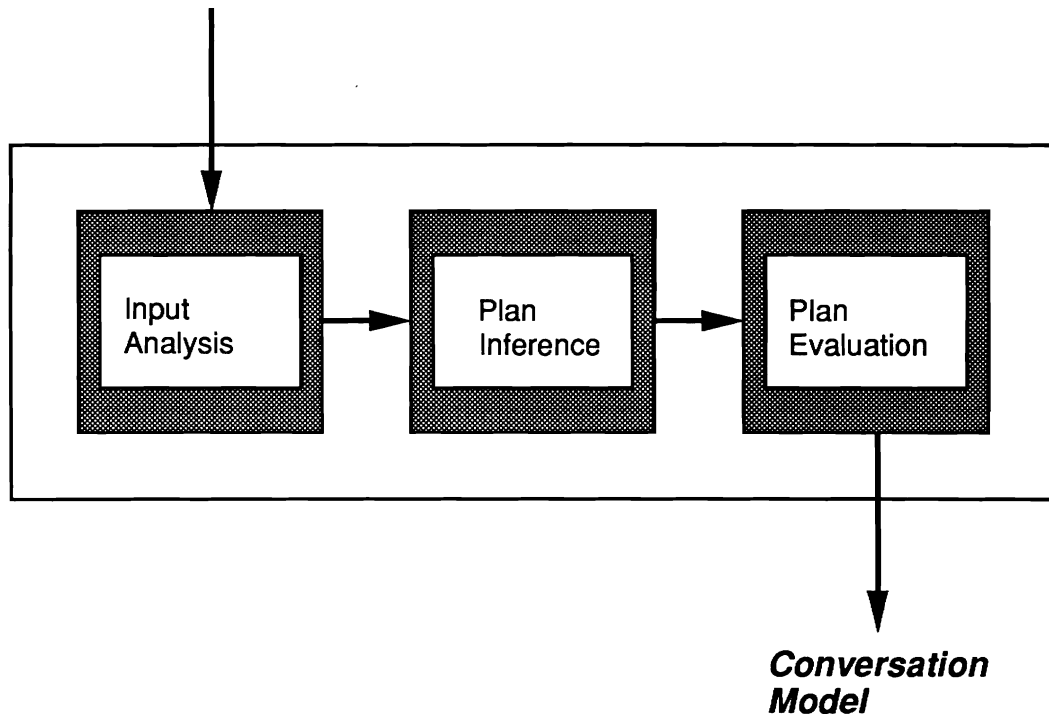 Input
Analysis
Plan
Inference
Plan
Evaluation
Conversation
Model